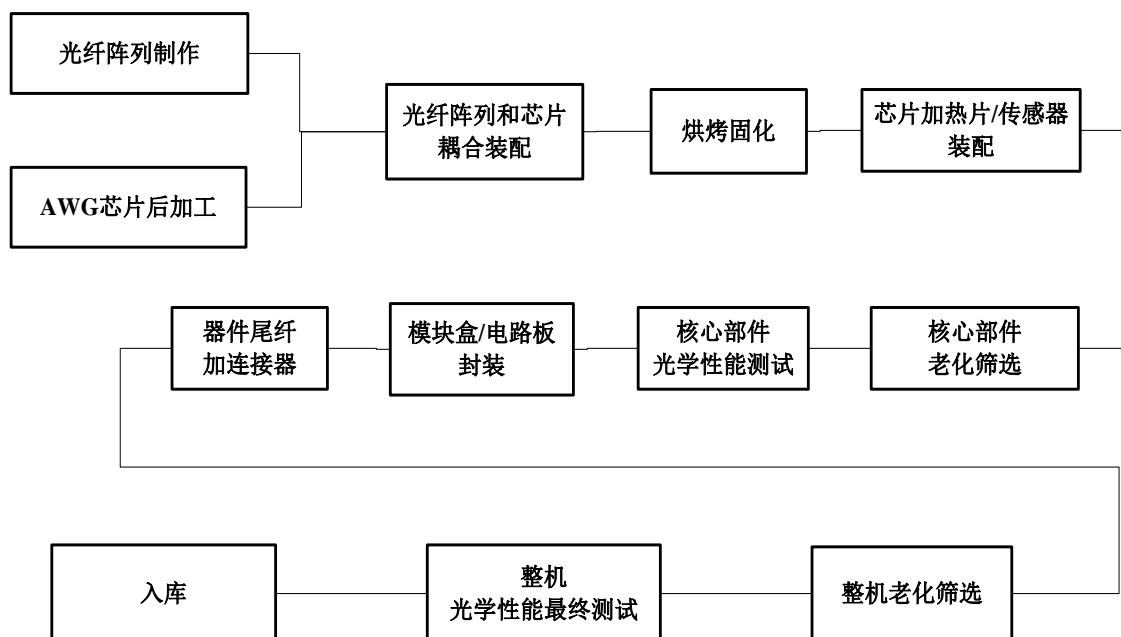 光纤阵列制作
AWG芯片后加工
光纤阵列和芯片
耦合装配
烘烤固化
芯片加热片/传感器
装配
器件尾纤
加连接器
模块盒/电路板
封装
核心部件
光学性能测试
核心部件
老化筛选
入库
整机
光学性能最终测试
整机老化筛选